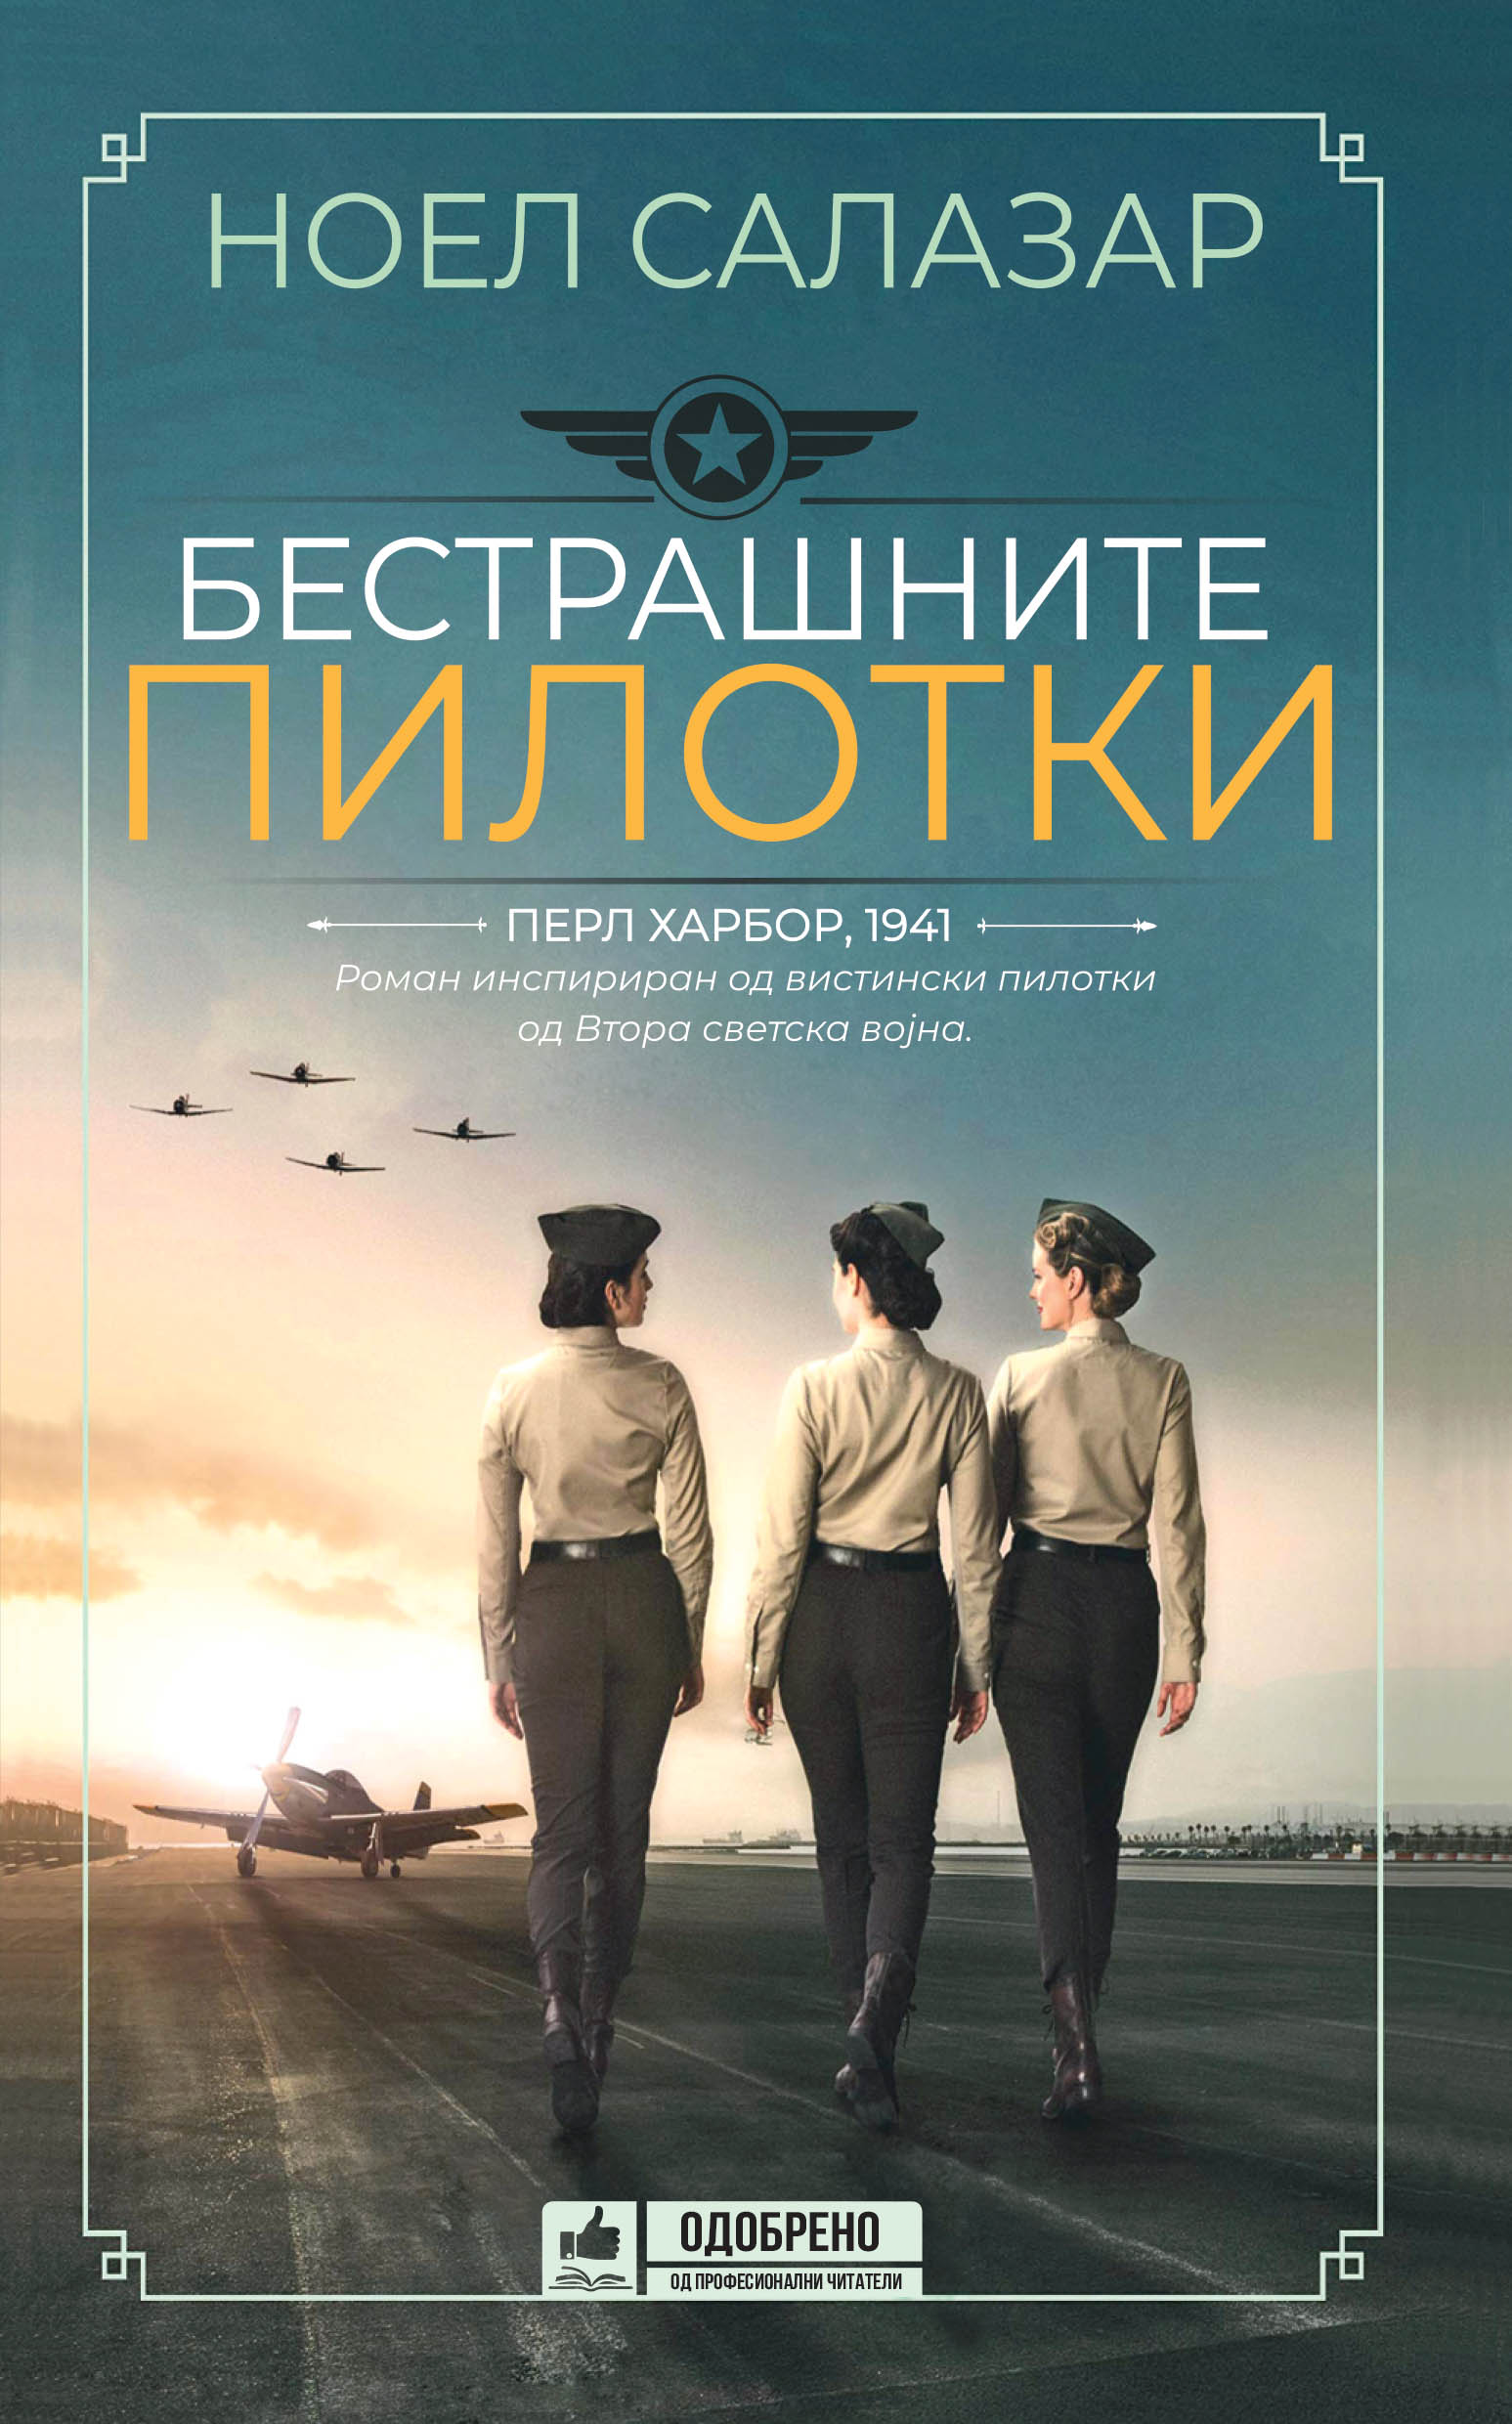 НОЕЛ САЛАЗАР
БЕСТРАШНИТЕ
ПИЛОТКИ
ПЕРЛ ХАРБОР, 1941
Роман инспириран од вистински пилотки
од Втора светска војна.
ОДОБРЕНО
ОД ПРОФЕСИОНАЛНИ ЧИТАТЕЛИ